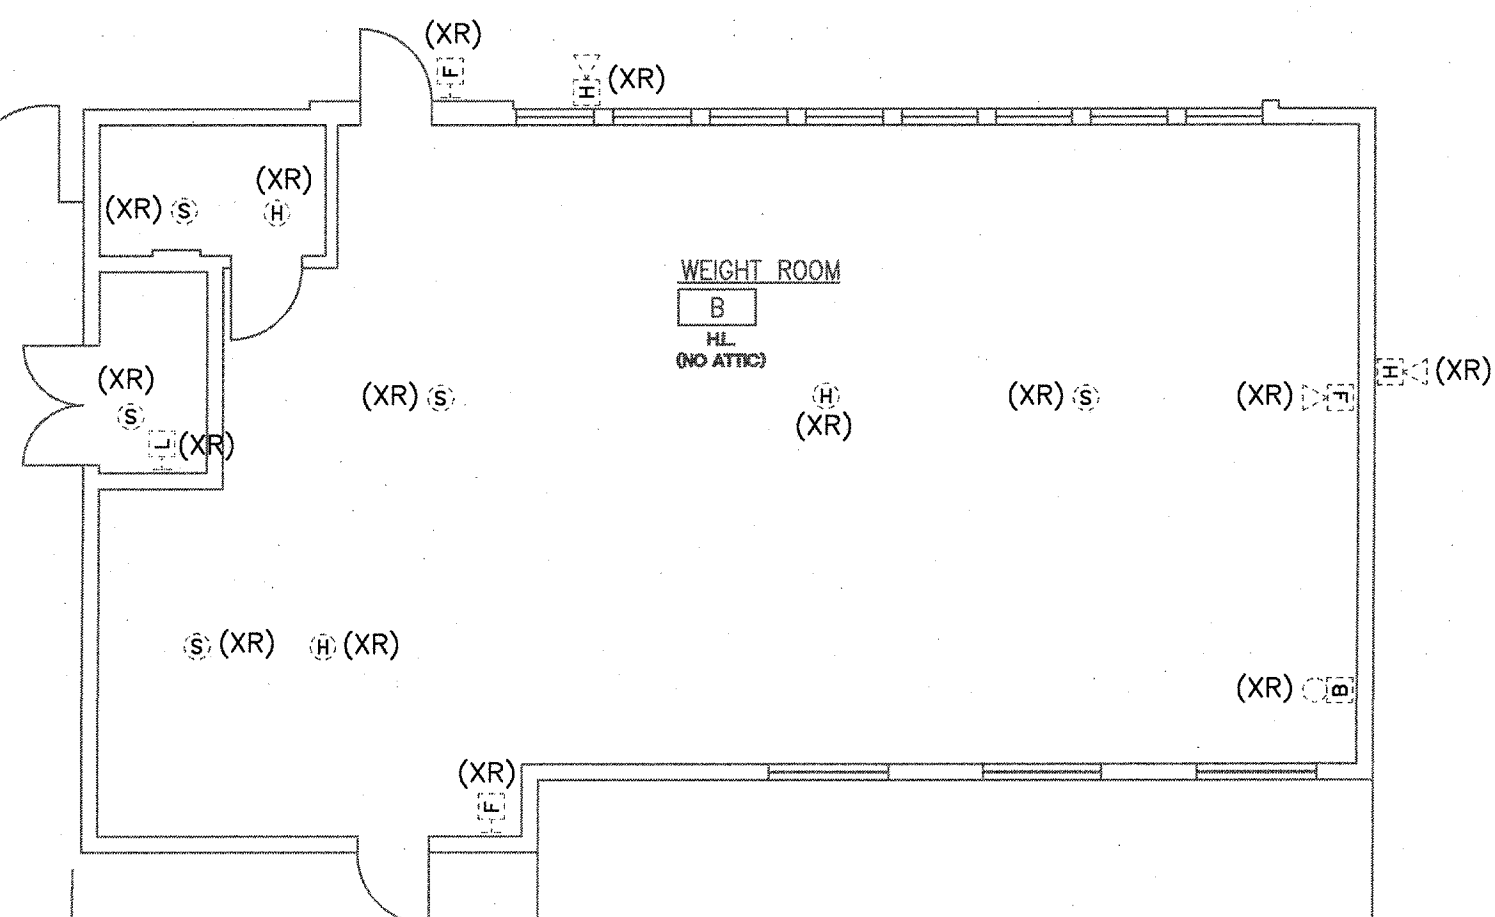 (XR)
F
H (XR)
(XR)
(XR) S H
WEIGHT ROOM
B
H.L.
(NO ATTIC)
(XR)
S
L (XR)
(XR) S
H
(XR)
(XR) S
(XR) F
H (XR)
S (XR) H (XR)
(XR) B
(XR)
F